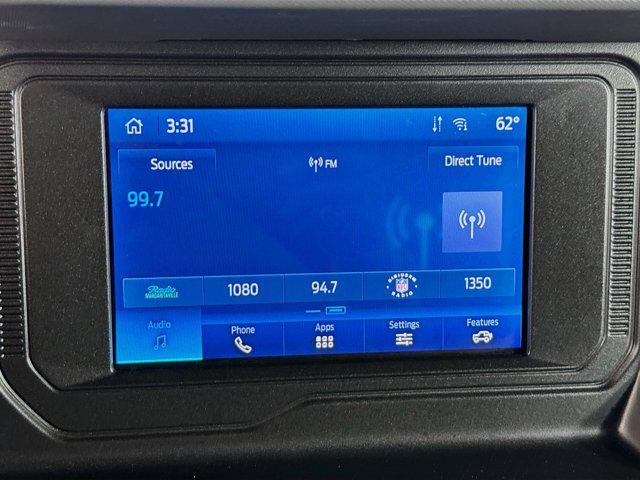 3:31 62°
Sources FM Direct Tune
99.7
Radio
MARGARITAVILLE
1080 94.7
SIRIUSXM
NFL
RADIO
1350
Audio Phone Apps Settings Features